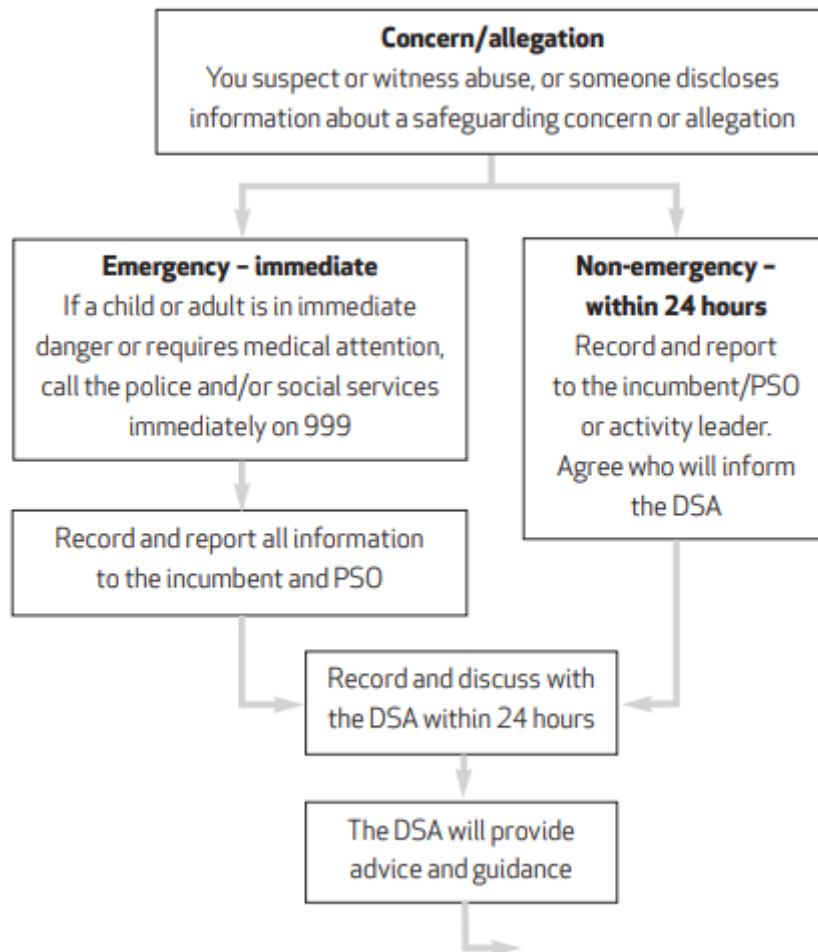 Concern/allegation
You suspect or witness abuse, or someone discloses
information about a safeguarding concern or allegation
Emergency – immediate
If a child or adult is in immediate
danger or requires medical attention,
call the police and/or social services
immediately on 999
Non-emergency –
within 24 hours
Record and report
to the incumbent/PSO
or activity leader.
Agree who will inform
the DSA
Record and report all information
to the incumbent and PSO
Record and discuss with
the DSA within 24 hours
The DSA will provide
advice and guidance